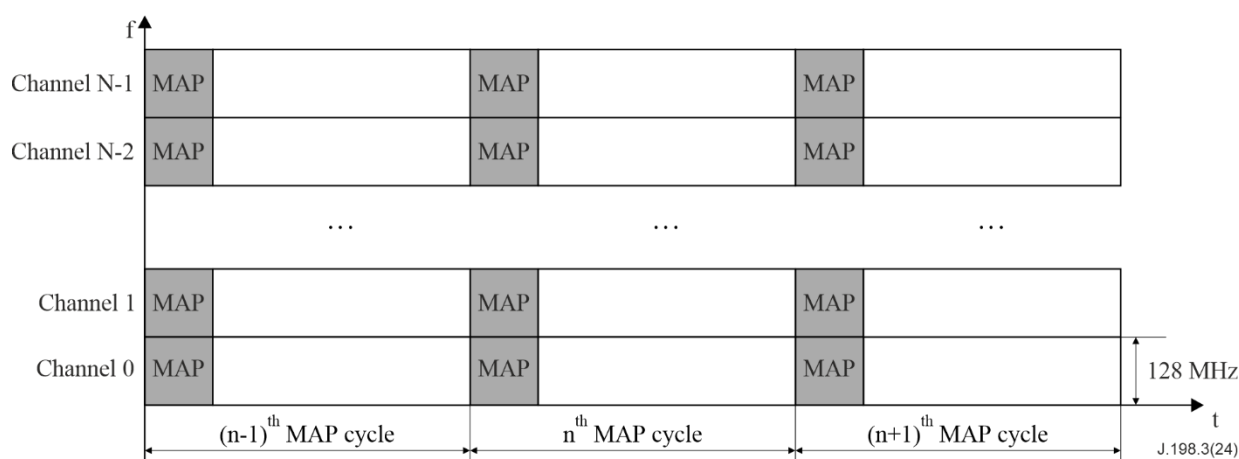 f
Channel N-1 MAP MAP MAP
Channel N-2 MAP MAP MAP
... ... ...
Channel 1 MAP MAP MAP
Channel 0 MAP MAP MAP
128 MHz
t
(n-1)th MAP cycle nth MAP cycle (n+1)th MAP cycle
J.198.3(24)